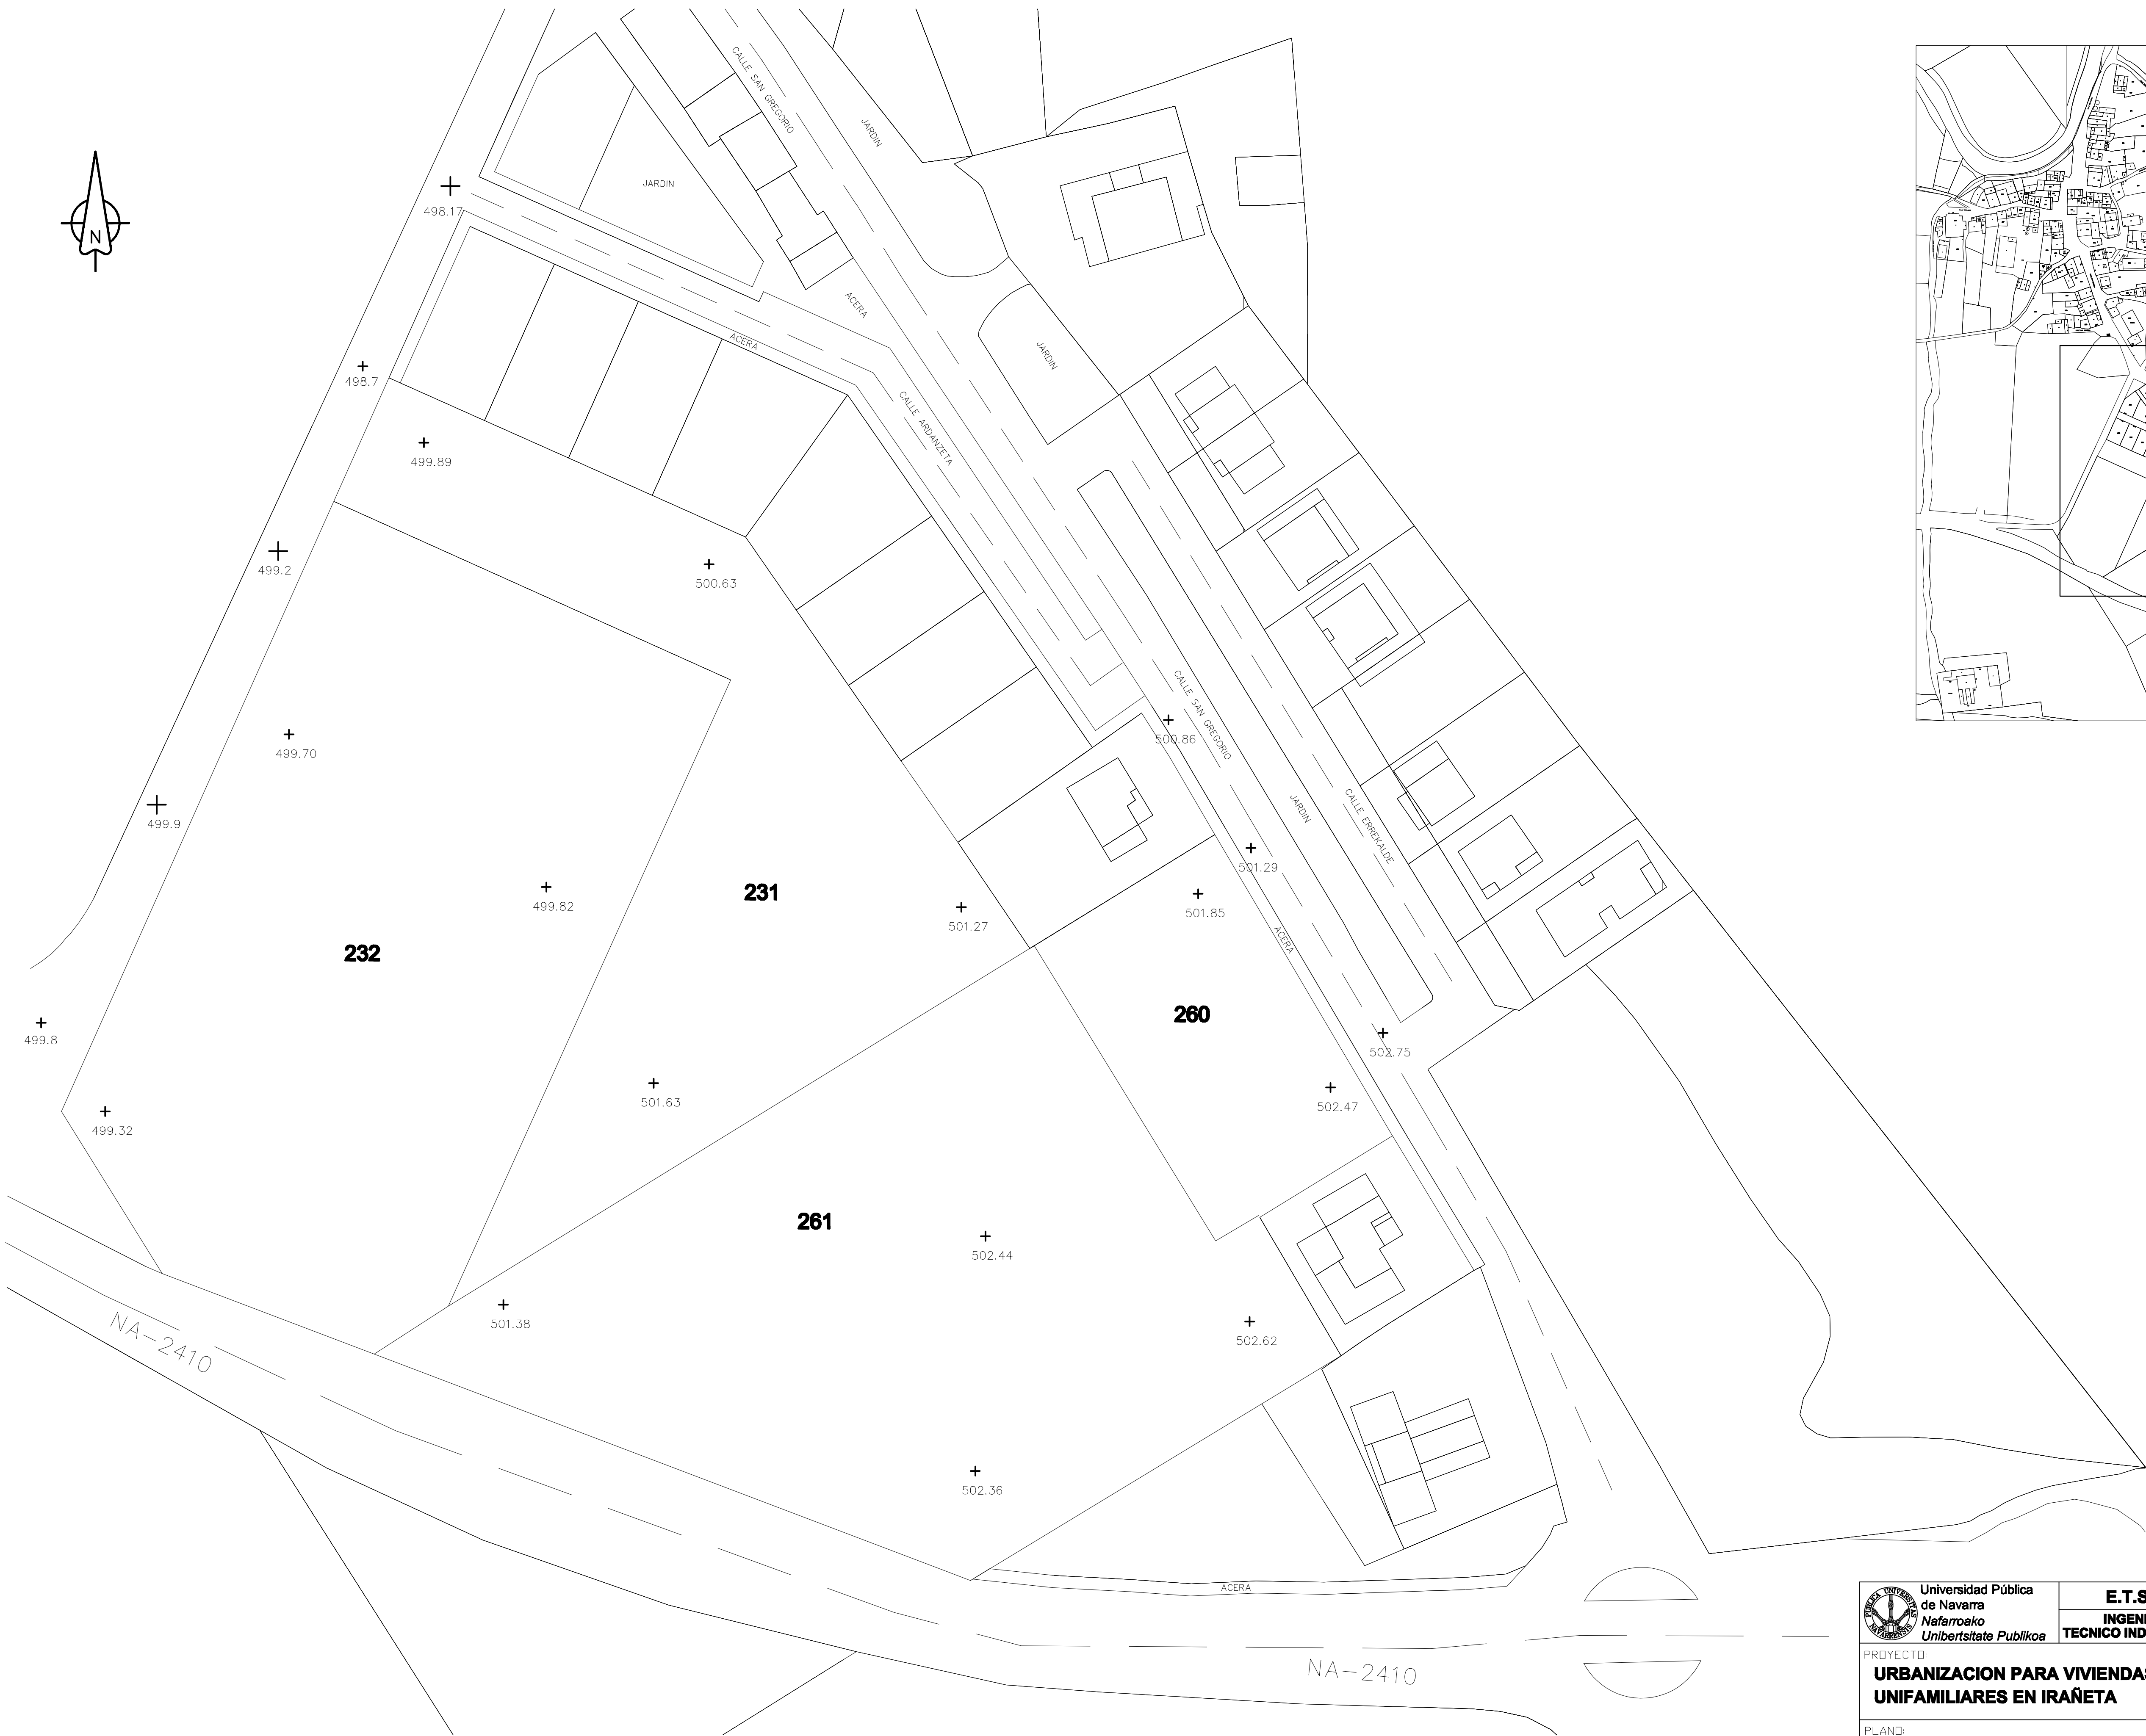 CALLE SAN GREGORIO
JARDIN
JARDIN
498.17
N
ACERA
ACERA
JARDIN
498.7
CALLE ARDANZETA
499.89
499.2
500.63
CALLE SAN GREGORIO
500.86
499.70
JARDIN
CALLE ERREKALDE
499.9
501.29
231
499.82
501.85
501.27
ACERA
232
260
499.8
502.75
501.63
502.47
499.32
261
502.44
501.38
NA-2410
502.62
502.36
ACERA
NA-2410
PUBLICA UNIVERSITAS NAVARRENSIS
Universidad Pública
de Navarra
Nafarroako
Unibertsitate Publikoa
E.T.S
INGENI
TECNICO IND
PROYECTO:
URBANIZACION PARA VIVIENDAS
UNIFAMILIARES EN IRAÑETA
PLANO: